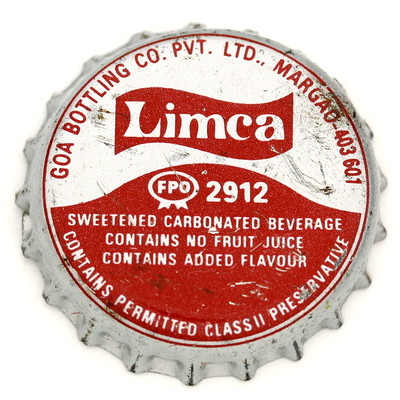 GOA BOTTLING CO. PVT. LTD., MARGAO 403 601
Limca
FPO 2912
SWEETENED CARBONATED BEVERAGE
CONTAINS NO FRUIT JUICE
CONTAINS ADDED FLAVOUR
CONTAINS PERMITTED CLASS II PRESERVATIVE